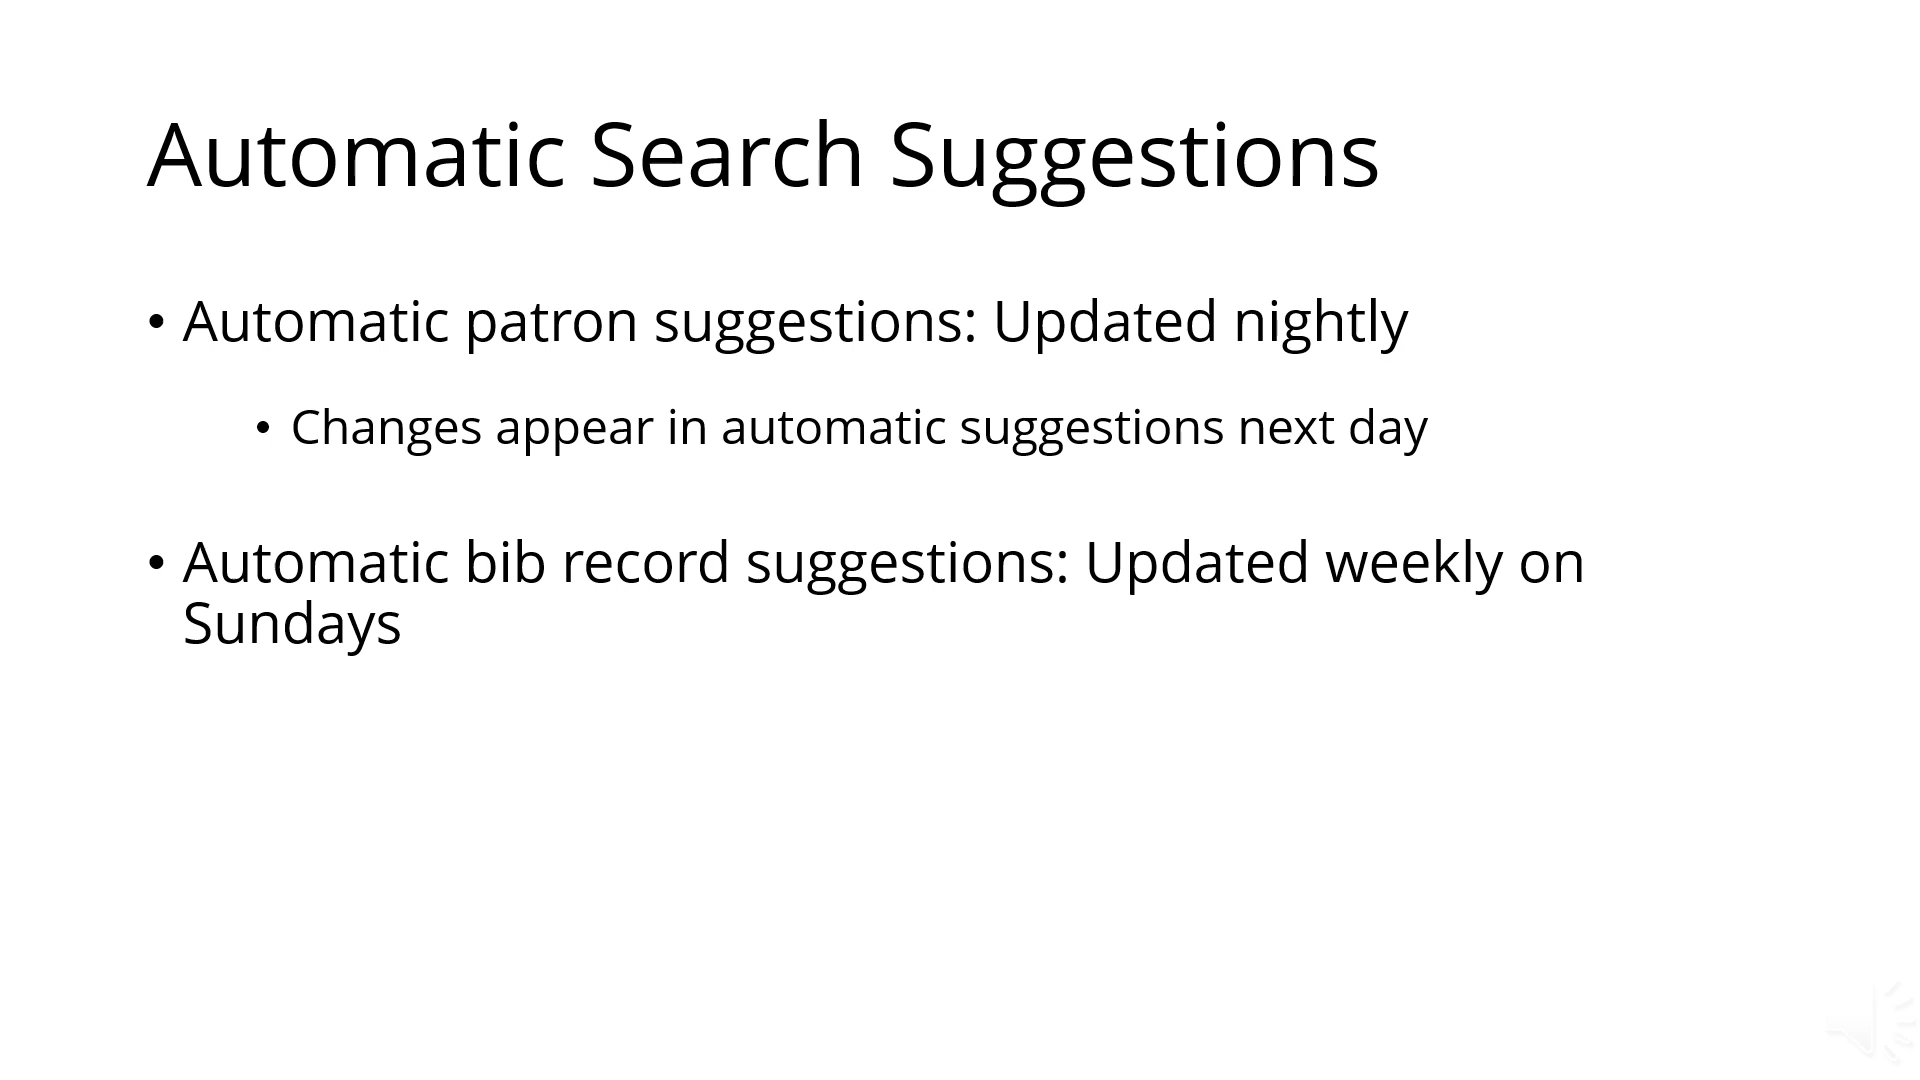 Automatic Search Suggestions
• Automatic patron suggestions: Updated nightly
• Changes appear in automatic suggestions next day
• Automatic bib record suggestions: Updated weekly on
Sundays